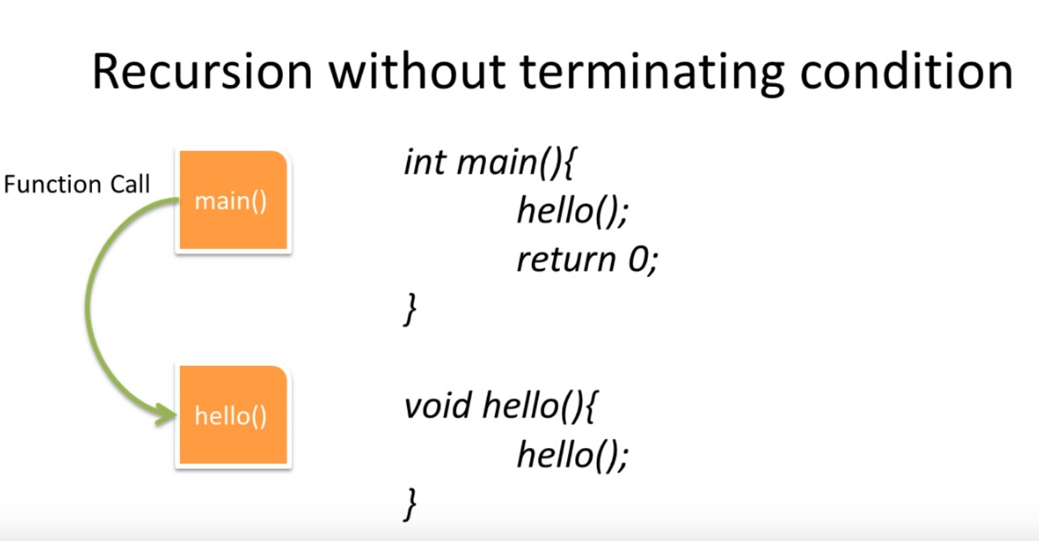 Recursion without terminating condition
Function Call
main()
hello()
int main(){
hello();
return 0;
}
void hello(){
hello();
}